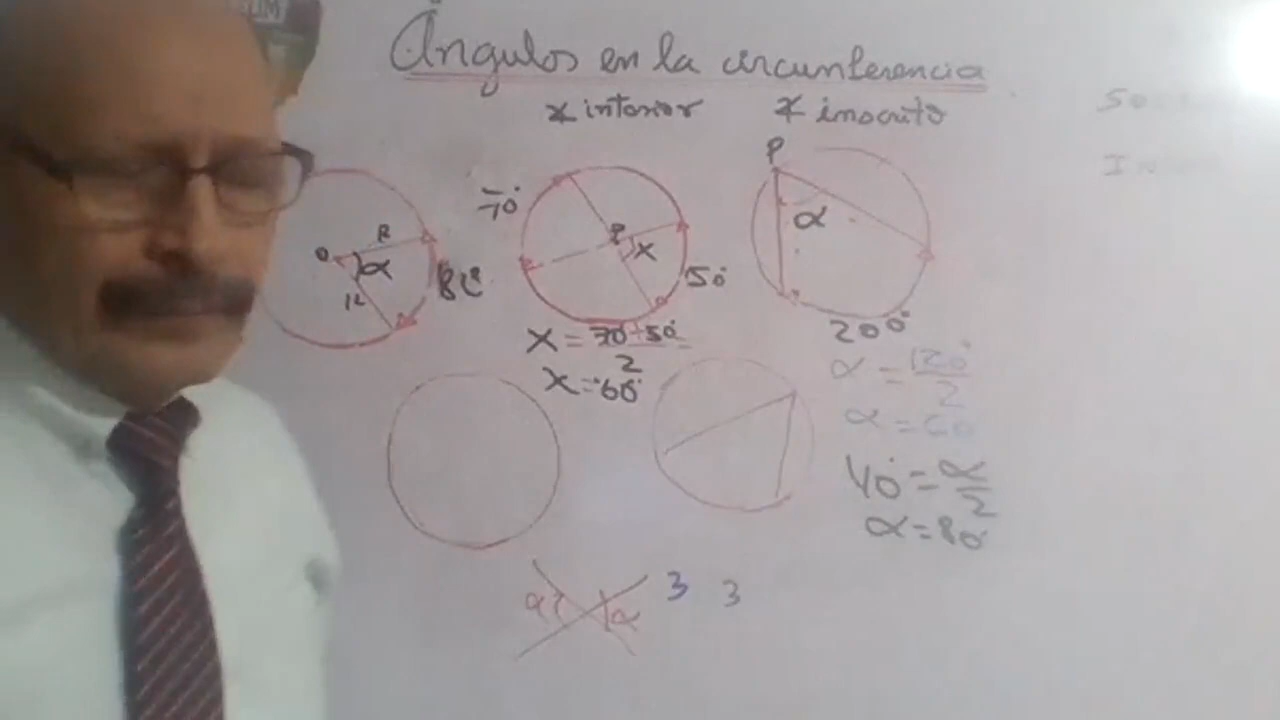 Ángulos en la circunferencia
∡ interior
∡ inscrito
P
70°
R
O
α
R
P
x
α
50°
x = 70° + 50°
2
x = 60°
200°
α = 120°
2
α = 60
40° = α
2
α = 80°
α
α
3 3